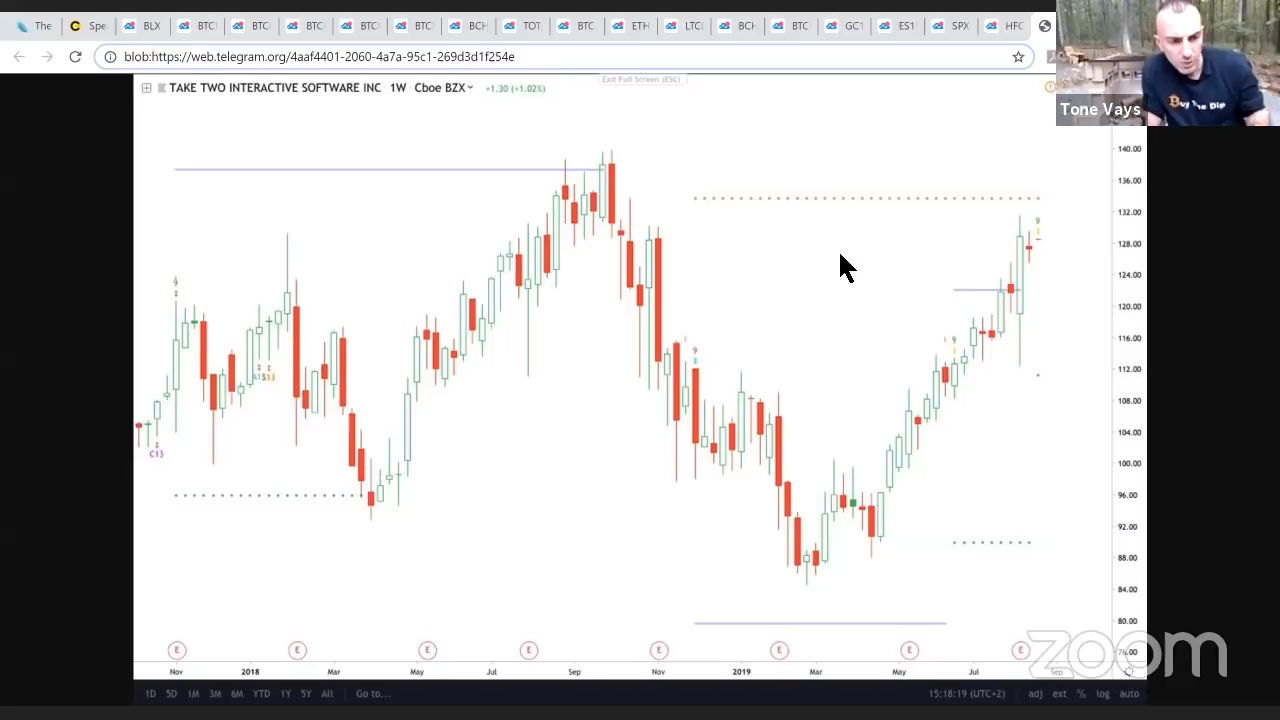 The
Spe
BLX
BTC
BTC
BTC
BTC
BTC
BCH
TOT
BTC
ETH
LTC
BCH
BTC
GC1
ES1
SPX
HFC
blob:https://web.telegram.org/4aaf4401-2060-4a7a-95c1-269d3d1f254e
Exit Full Screen (ESC)
TAKE TWO INTERACTIVE SOFTWARE INC 1W Cboe BZX +1.30 (+1.02%)
Tone Vays
140.00
136.00
132.00
128.00
124.00
120.00
116.00
112.00
108.00
104.00
100.00
96.00
92.00
88.00
84.00
80.00
76.00
9
9
9
9
C13
E E E E E E E E
Nov 2018 Mar May Jul Sep Nov 2019 Mar May Jul Sep
zoom
1D 5D 1M 3M 6M YTD 1Y 5Y All Go to... 15:18:19 (UTC+2) adj ext % log auto